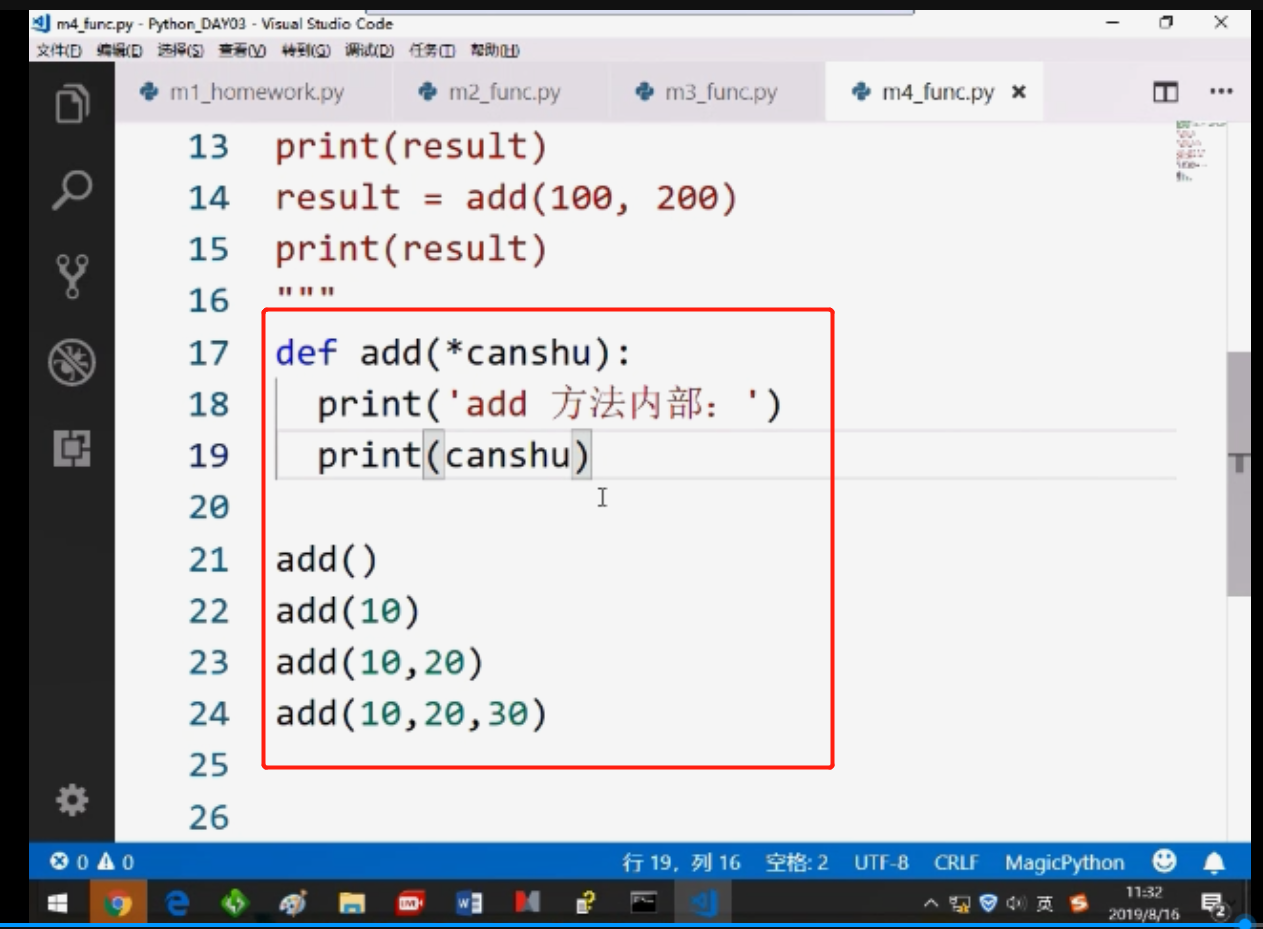 m4_func.py - Python_DAY03 - Visual Studio Code
文件(F) 编辑(E) 选择(S) 查看(V) 转到(G) 调试(D) 任务(T) 帮助(H)
m1_homework.py m2_func.py m3_func.py m4_func.py
13 print(result)
14 result = add(100, 200)
15 print(result)
16 """
17 def add(*canshu):
18 print('add 方法内部：')
19 print(canshu)
20
21 add()
22 add(10)
23 add(10,20)
24 add(10,20,30)
25
26
0 0 行 19，列 16 空格: 2 UTF-8 CRLF MagicPython
英 11:32
2019/8/16 2